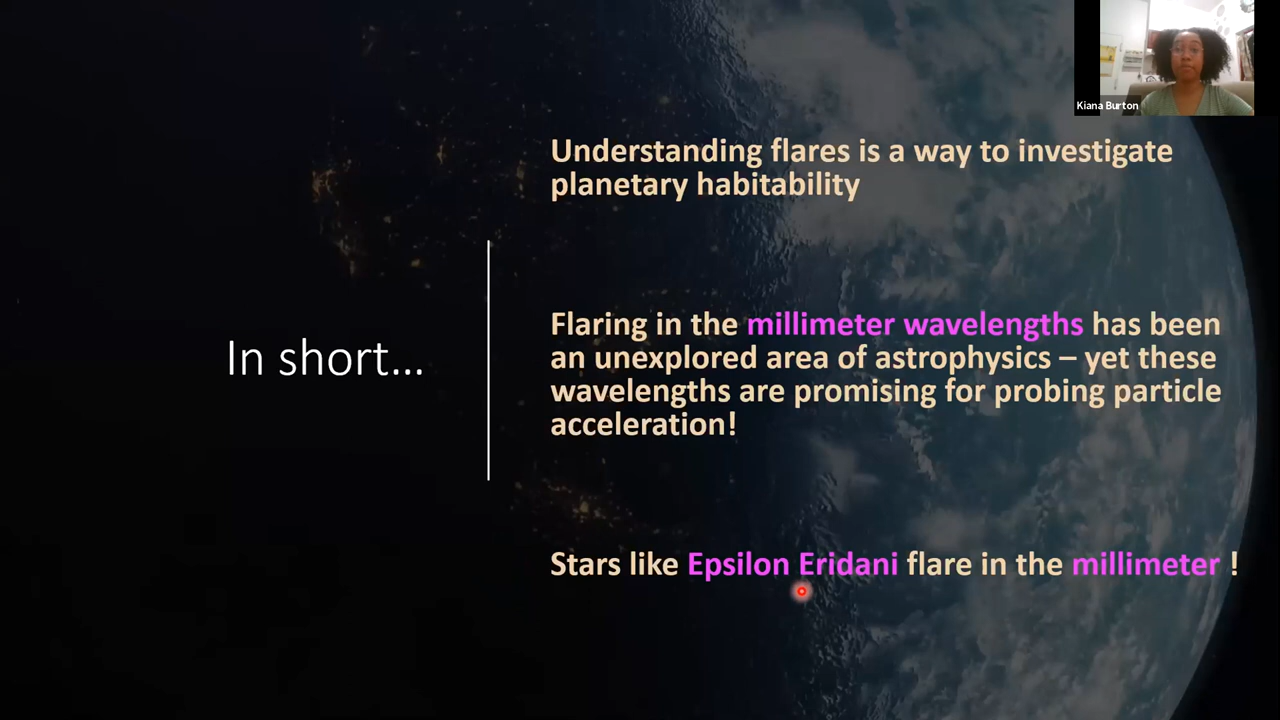 Kiana Burton
Understanding flares is a way to investigate
planetary habitability
In short...
Flaring in the millimeter wavelengths has been
an unexplored area of astrophysics – yet these
wavelengths are promising for probing particle
acceleration!
Stars like Epsilon Eridani flare in the millimeter !